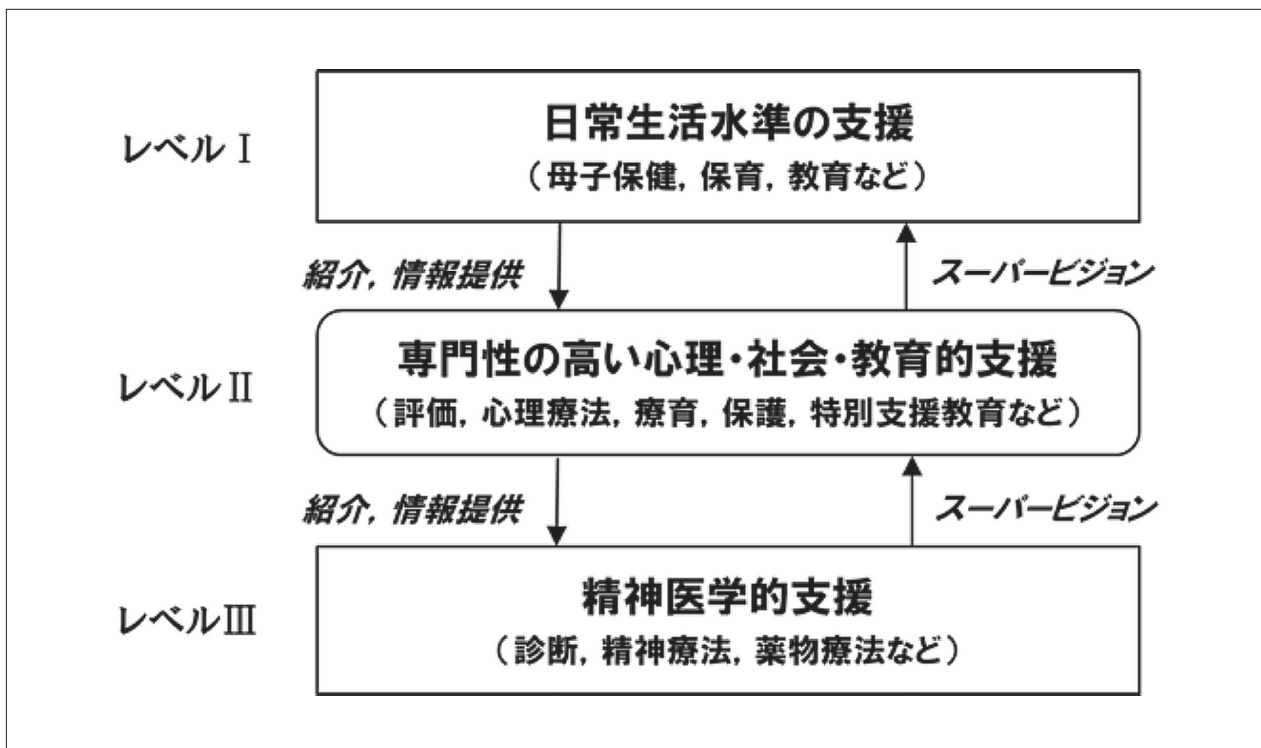 レベルⅠ
日常生活水準の支援
（母子保健, 保育, 教育など）
紹介, 情報提供
スーパービジョン
レベルⅡ
専門性の高い心理・社会・教育的支援
（評価, 心理療法, 療育, 保護, 特別支援教育など）
紹介, 情報提供
スーパービジョン
レベルⅢ
精神医学的支援
（診断, 精神療法, 薬物療法など）